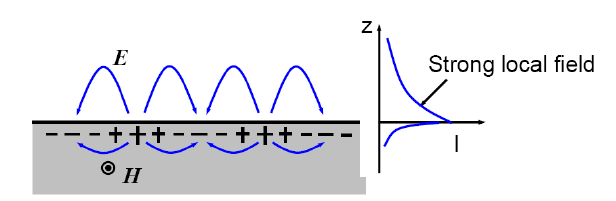 z
E
Strong local field
− − − + + + − − − + + + − − − −
I
H